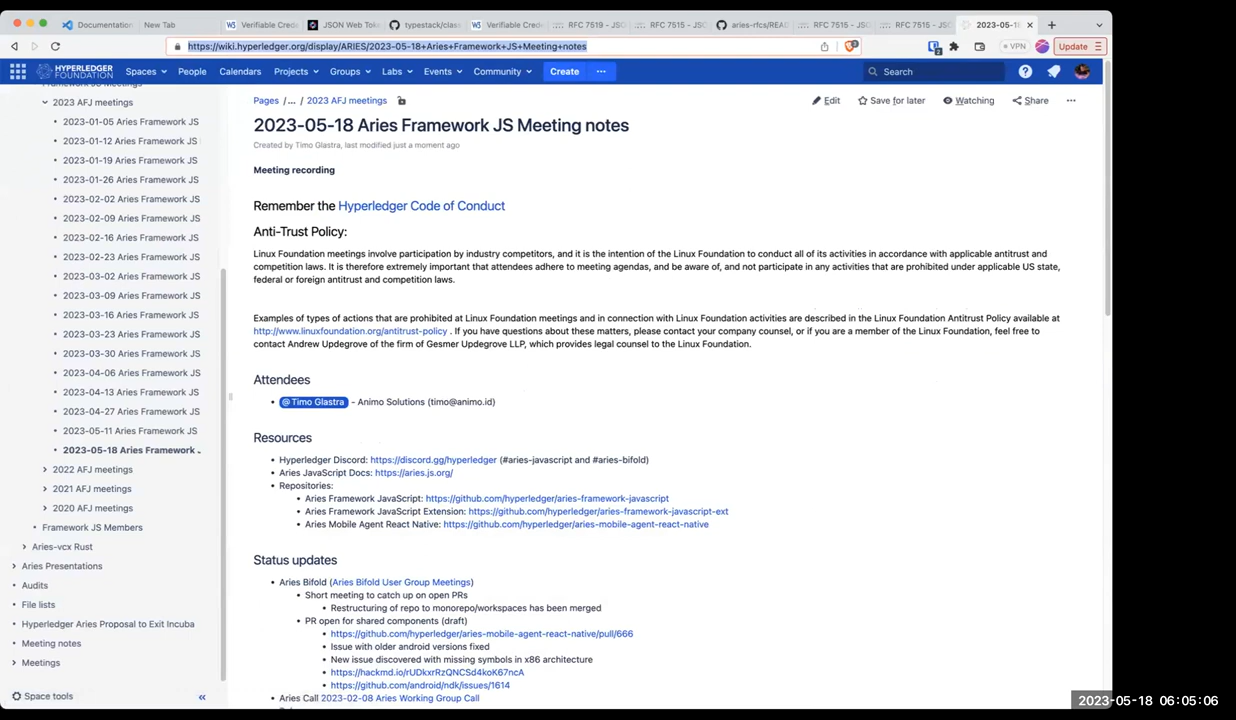 Documentation
New Tab
Verifiable Cred
JSON Web Toke
typestack/class
Verifiable Cred
RFC 7519 - JSO
RFC 7515 - JSO
aries-rfcs/REA
RFC 7515 - JSO
RFC 7515 - JSO
2023-05-18
https://wiki.hyperledger.org/display/ARIES/2023-05-18+Aries+Framework+JS+Meeting+notes
2
VPN
Update
HYPERLEDGER FOUNDATION
Spaces
People
Calendars
Projects
Groups
Labs
Events
Community
Create
Search
Framework JS Meetings
2023 AFJ meetings
2023-01-05 Aries Framework JS
2023-01-12 Aries Framework JS
2023-01-19 Aries Framework JS
2023-01-26 Aries Framework JS
2023-02-02 Aries Framework JS
2023-02-09 Aries Framework JS
2023-02-16 Aries Framework JS
2023-02-23 Aries Framework JS
2023-03-02 Aries Framework JS
2023-03-09 Aries Framework JS
2023-03-16 Aries Framework JS
2023-03-23 Aries Framework JS
2023-03-30 Aries Framework JS
2023-04-06 Aries Framework JS
2023-04-13 Aries Framework JS
2023-04-27 Aries Framework JS
2023-05-11 Aries Framework JS
2023-05-18 Aries Framework
2022 AFJ meetings
2021 AFJ meetings
2020 AFJ meetings
Framework JS Members
Aries-vcx Rust
Aries Presentations
Audits
File lists
Hyperledger Aries Proposal to Exit Incuba
Meeting notes
Meetings
Space tools
Pages /... / 2023 AFJ meetings
Edit
Save for later
Watching
Share
2023-05-18 Aries Framework JS Meeting notes
Created by Timo Glastra, last modified just a moment ago
Meeting recording
Remember the Hyperledger Code of Conduct
Anti-Trust Policy:
Linux Foundation meetings involve participation by industry competitors, and it is the intention of the Linux Foundation to conduct all of its activities in accordance with applicable antitrust and
competition laws. It is therefore extremely important that attendees adhere to meeting agendas, and be aware of, and not participate in any activities that are prohibited under applicable US state,
federal or foreign antitrust and competition laws.
Examples of types of actions that are prohibited at Linux Foundation meetings and in connection with Linux Foundation activities are described in the Linux Foundation Antitrust Policy available at
http://www.linuxfoundation.org/antitrust-policy . If you have questions about these matters, please contact your company counsel, or if you are a member of the Linux Foundation, feel free to
contact Andrew Updegrove of the firm of Gesmer Updegrove LLP, which provides legal counsel to the Linux Foundation.
Attendees
@Timo Glastra - Animo Solutions (timo@animo.id)
Resources
Hyperledger Discord: https://discord.gg/hyperledger (#aries-javascript and #aries-bifold)
Aries JavaScript Docs: https://aries.js.org/
Repositories:
Aries Framework JavaScript: https://github.com/hyperledger/aries-framework-javascript
Aries Framework JavaScript Extension: https://github.com/hyperledger/aries-framework-javascript-ext
Aries Mobile Agent React Native: https://github.com/hyperledger/aries-mobile-agent-react-native
Status updates
Aries Bifold (Aries Bifold User Group Meetings)
Short meeting to catch up on open PRs
Restructuring of repo to monorepo/workspaces has been merged
PR open for shared components (draft)
https://github.com/hyperledger/aries-mobile-agent-react-native/pull/666
Issue with older android versions fixed
New issue discovered with missing symbols in x86 architecture
https://hackmd.io/rUDkxrRzQNCSd4koK67ncA
https://github.com/android/ndk/issues/1614
Aries Call 2023-02-08 Aries Working Group Call
2023-05-18 06:05:06